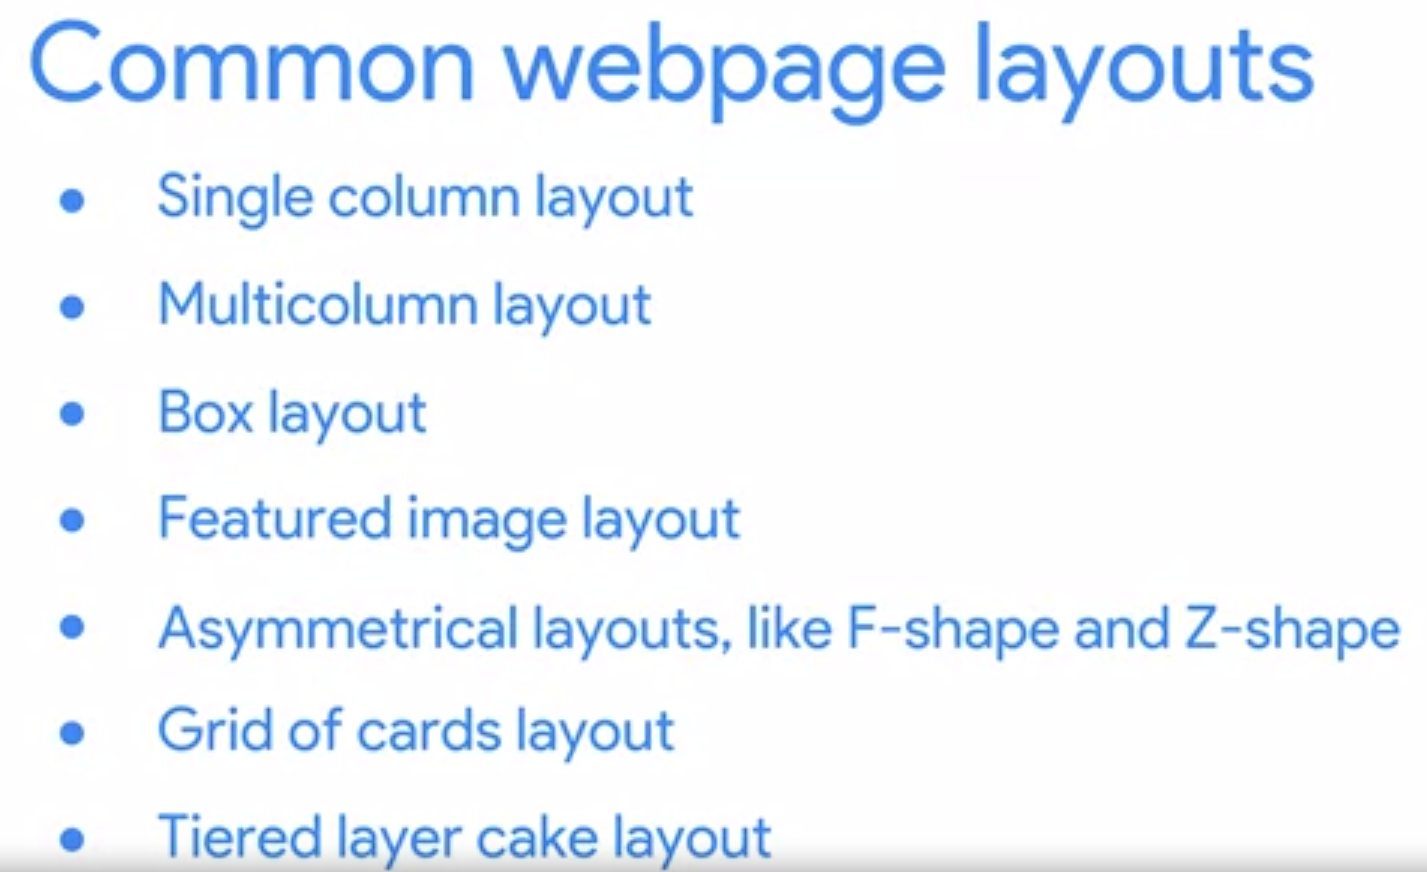 Common webpage layouts
• Single column layout
• Multicolumn layout
• Box layout
• Featured image layout
• Asymmetrical layouts, like F-shape and Z-shape
• Grid of cards layout
• Tiered layer cake layout